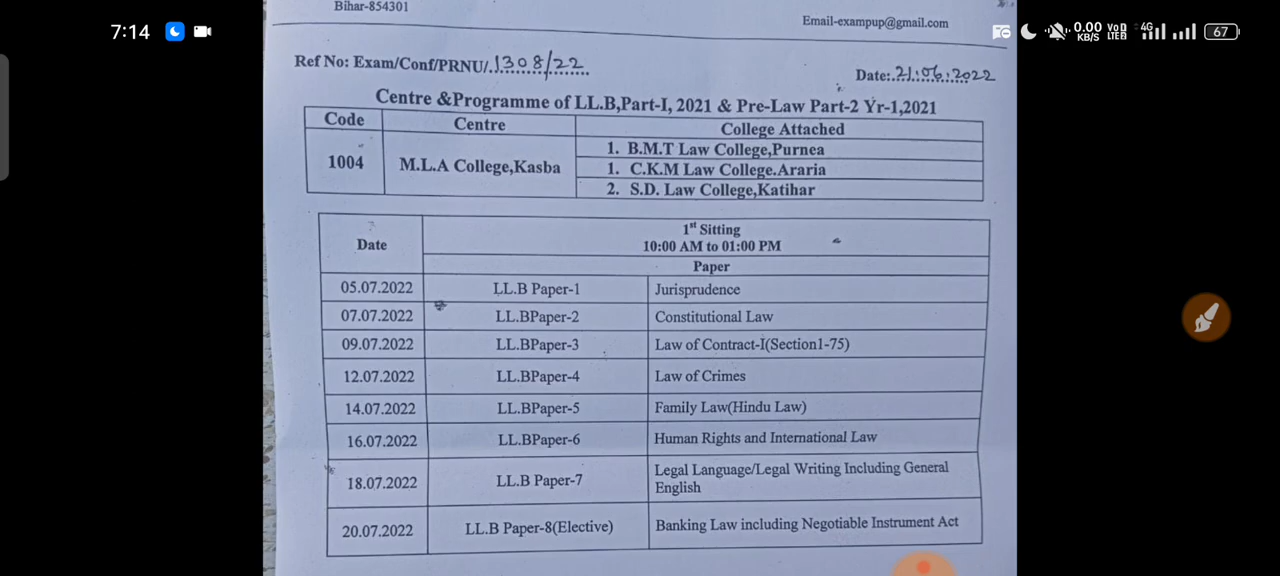 Bihar-854301
7:14
Email-exampup@gmail.com
0.00 KB/S VoD LTE2 4G 67
Ref No: Exam/Conf/PRNU/.1308/22
Date:.21.06.2022
Centre &Programme of LL.B,Part-I, 2021 & Pre-Law Part-2 Yr-1,2021
Code Centre College Attached
1004 M.L.A College,Kasba
1. B.M.T Law College,Purnea
1. C.K.M Law College.Araria
2. S.D. Law College,Katihar
Date
1st Sitting
10:00 AM to 01:00 PM
Paper
05.07.2022 LL.B Paper-1 Jurisprudence
07.07.2022 LL.BPaper-2 Constitutional Law
09.07.2022 LL.BPaper-3 Law of Contract-I(Section1-75)
12.07.2022 LL.BPaper-4 Law of Crimes
14.07.2022 LL.BPaper-5 Family Law(Hindu Law)
16.07.2022 LL.BPaper-6 Human Rights and International Law
18.07.2022 LL.B Paper-7 Legal Language/Legal Writing Including General
English
20.07.2022 LL.B Paper-8(Elective) Banking Law including Negotiable Instrument Act